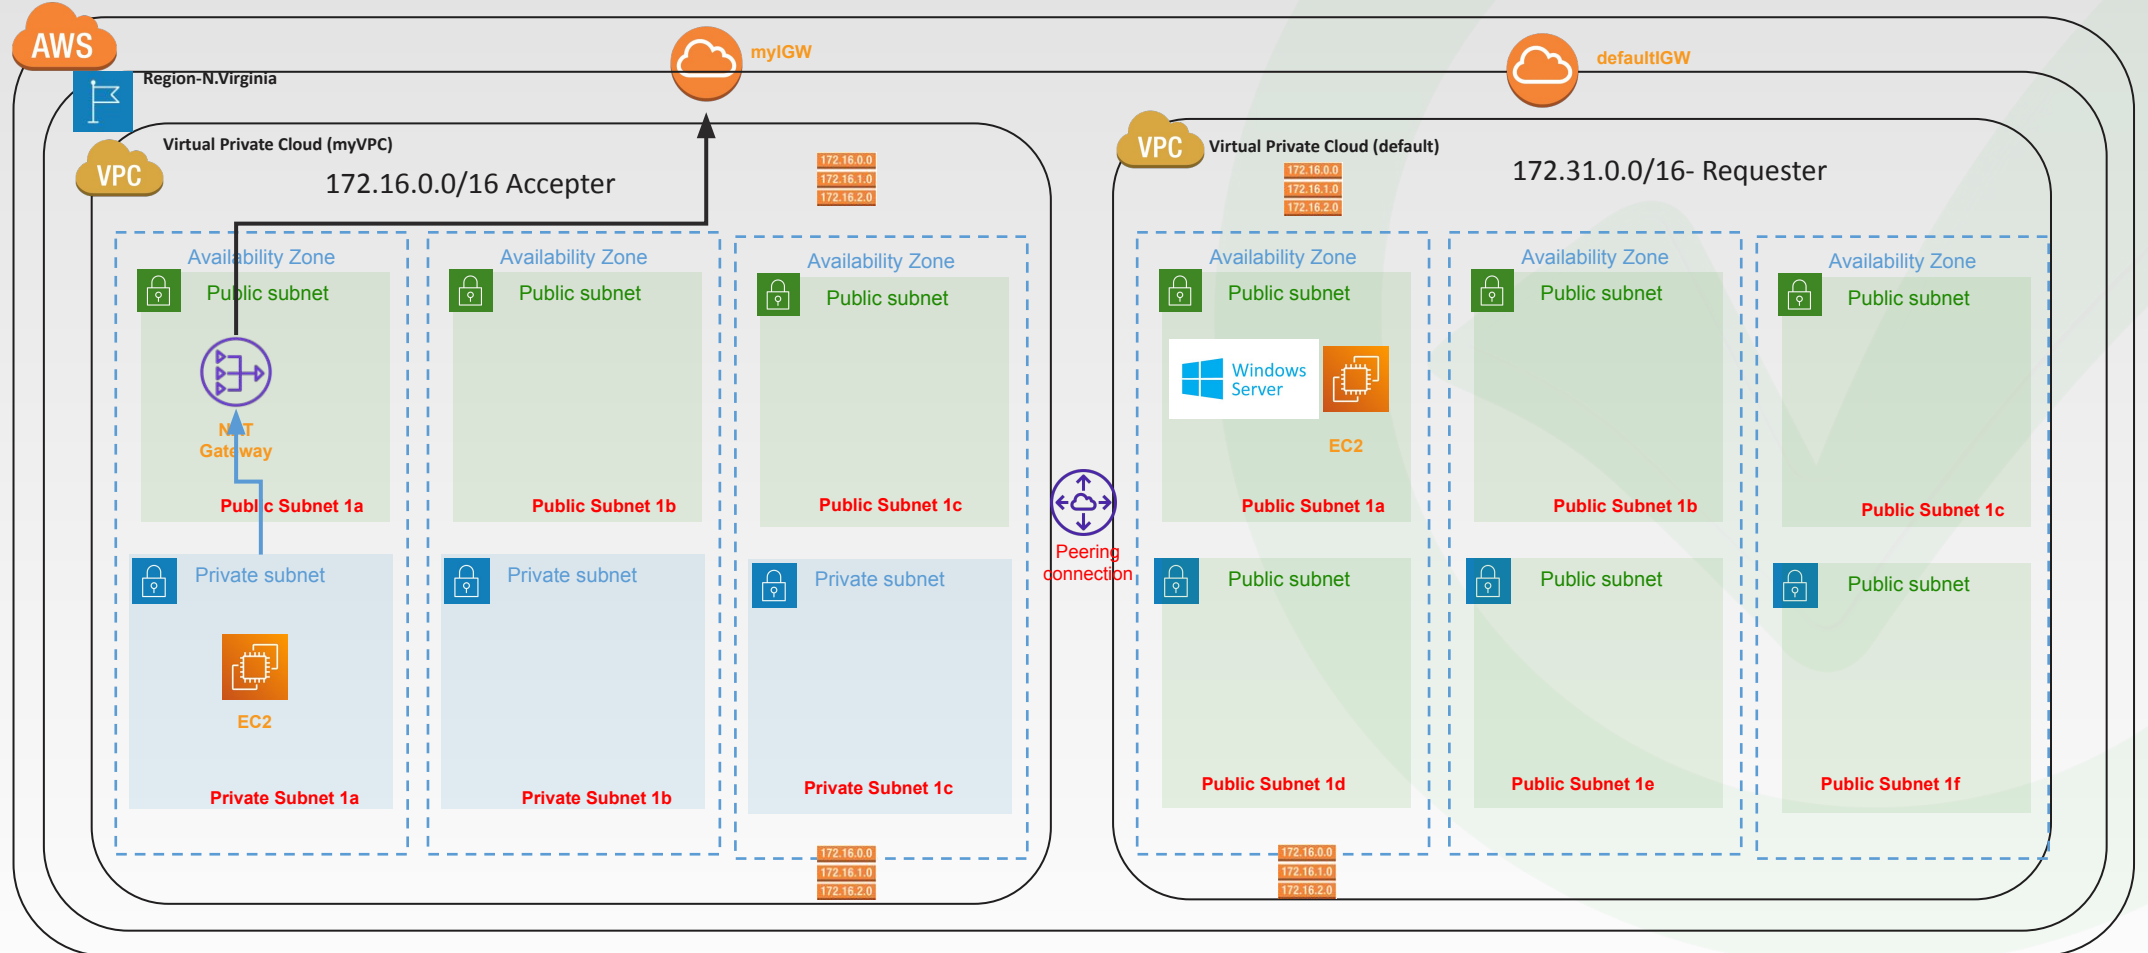 AWS
myIGW
defaultIGW
Region-N.Virginia
VPC
Virtual Private Cloud (myVPC)
172.16.0.0/16 Accepter
172.16.0.0
172.16.1.0
172.16.2.0
VPC
Virtual Private Cloud (default)
172.16.0.0
172.16.1.0
172.16.2.0
172.31.0.0/16- Requester
Availability Zone
Public subnet
NAT
Gateway
Public Subnet 1a
Availability Zone
Public subnet
Public Subnet 1b
Availability Zone
Public subnet
Public Subnet 1c
Private subnet
EC2
Private Subnet 1a
Private subnet
Private Subnet 1b
Private subnet
Private Subnet 1c
172.16.0.0
172.16.1.0
172.16.2.0
Peering
connection
Availability Zone
Public subnet
Windows
Server
EC2
Public Subnet 1a
Availability Zone
Public subnet
Public Subnet 1b
Availability Zone
Public subnet
Public Subnet 1c
Public subnet
Public Subnet 1d
Public subnet
Public Subnet 1e
Public subnet
Public Subnet 1f
172.16.0.0
172.16.1.0
172.16.2.0